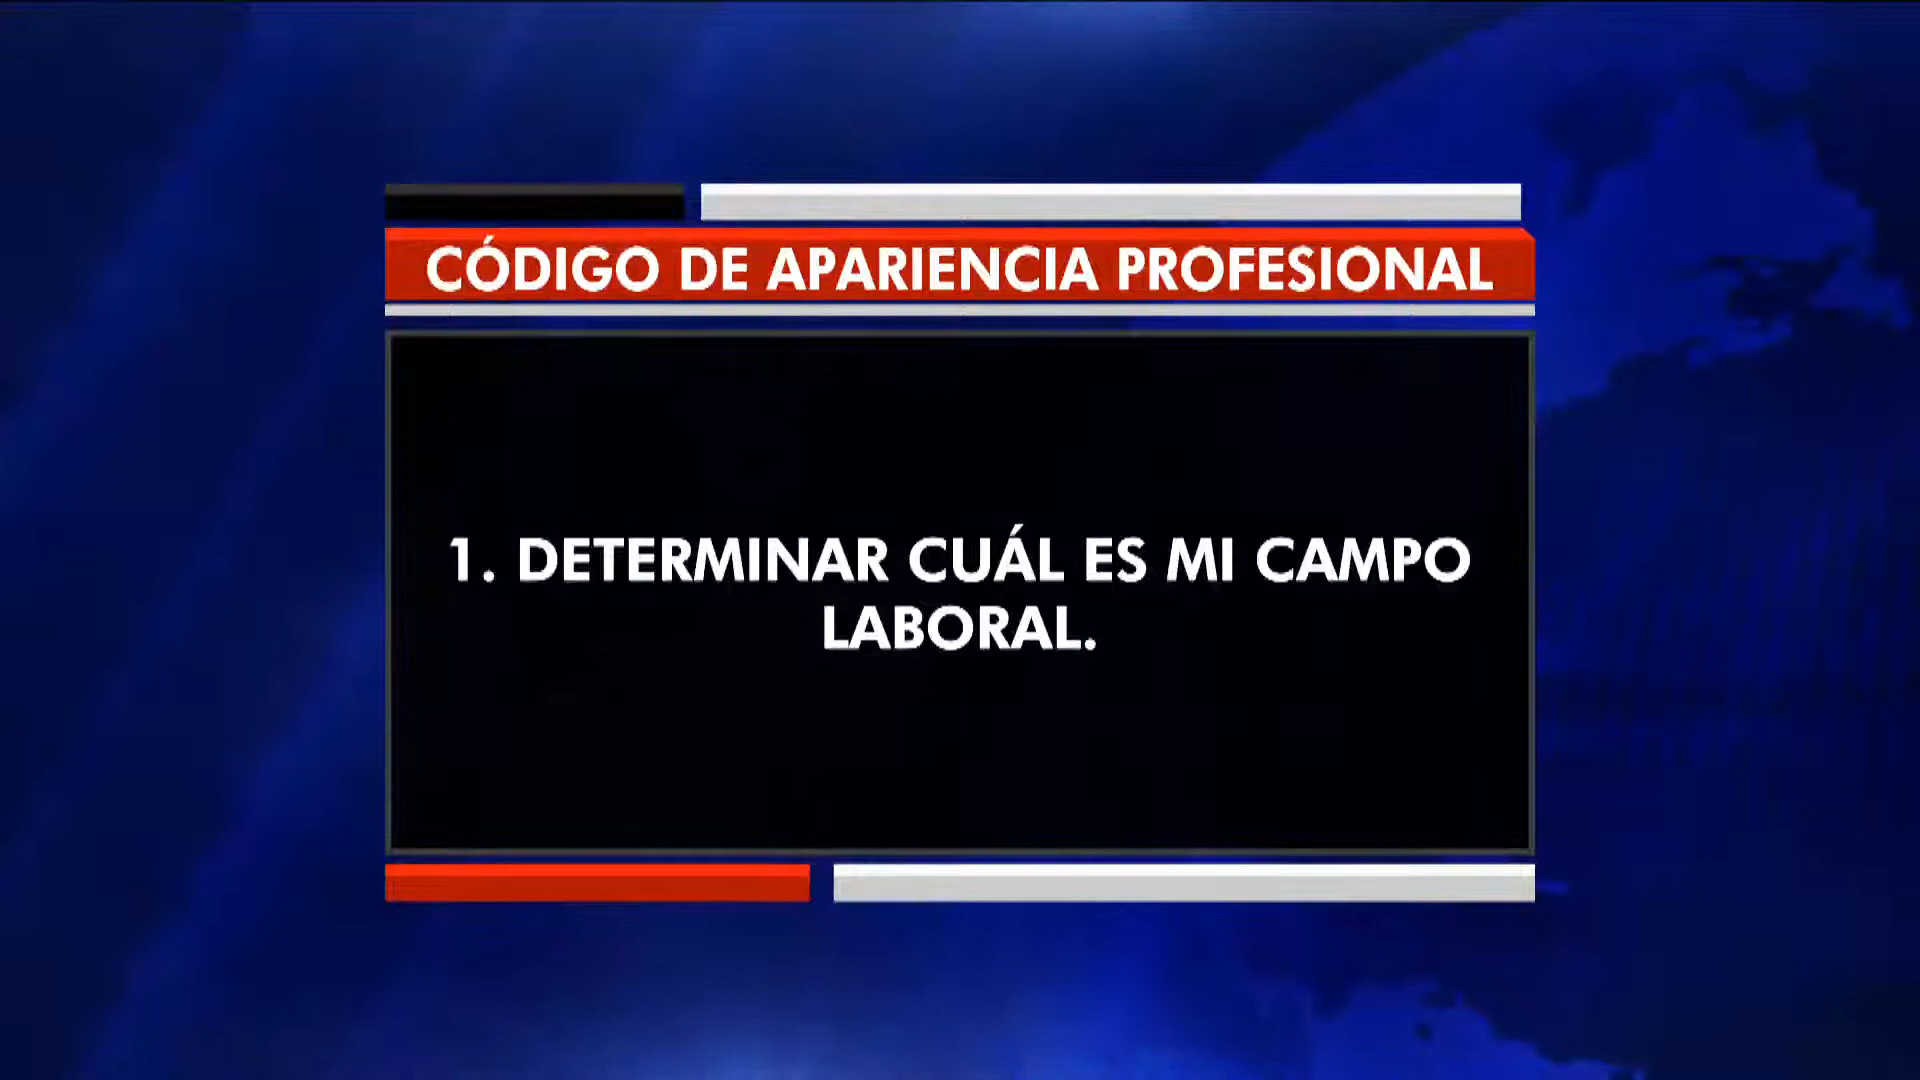 CÓDIGO DE APARIENCIA PROFESIONAL
1. DETERMINAR CUÁL ES MI CAMPO
LABORAL.